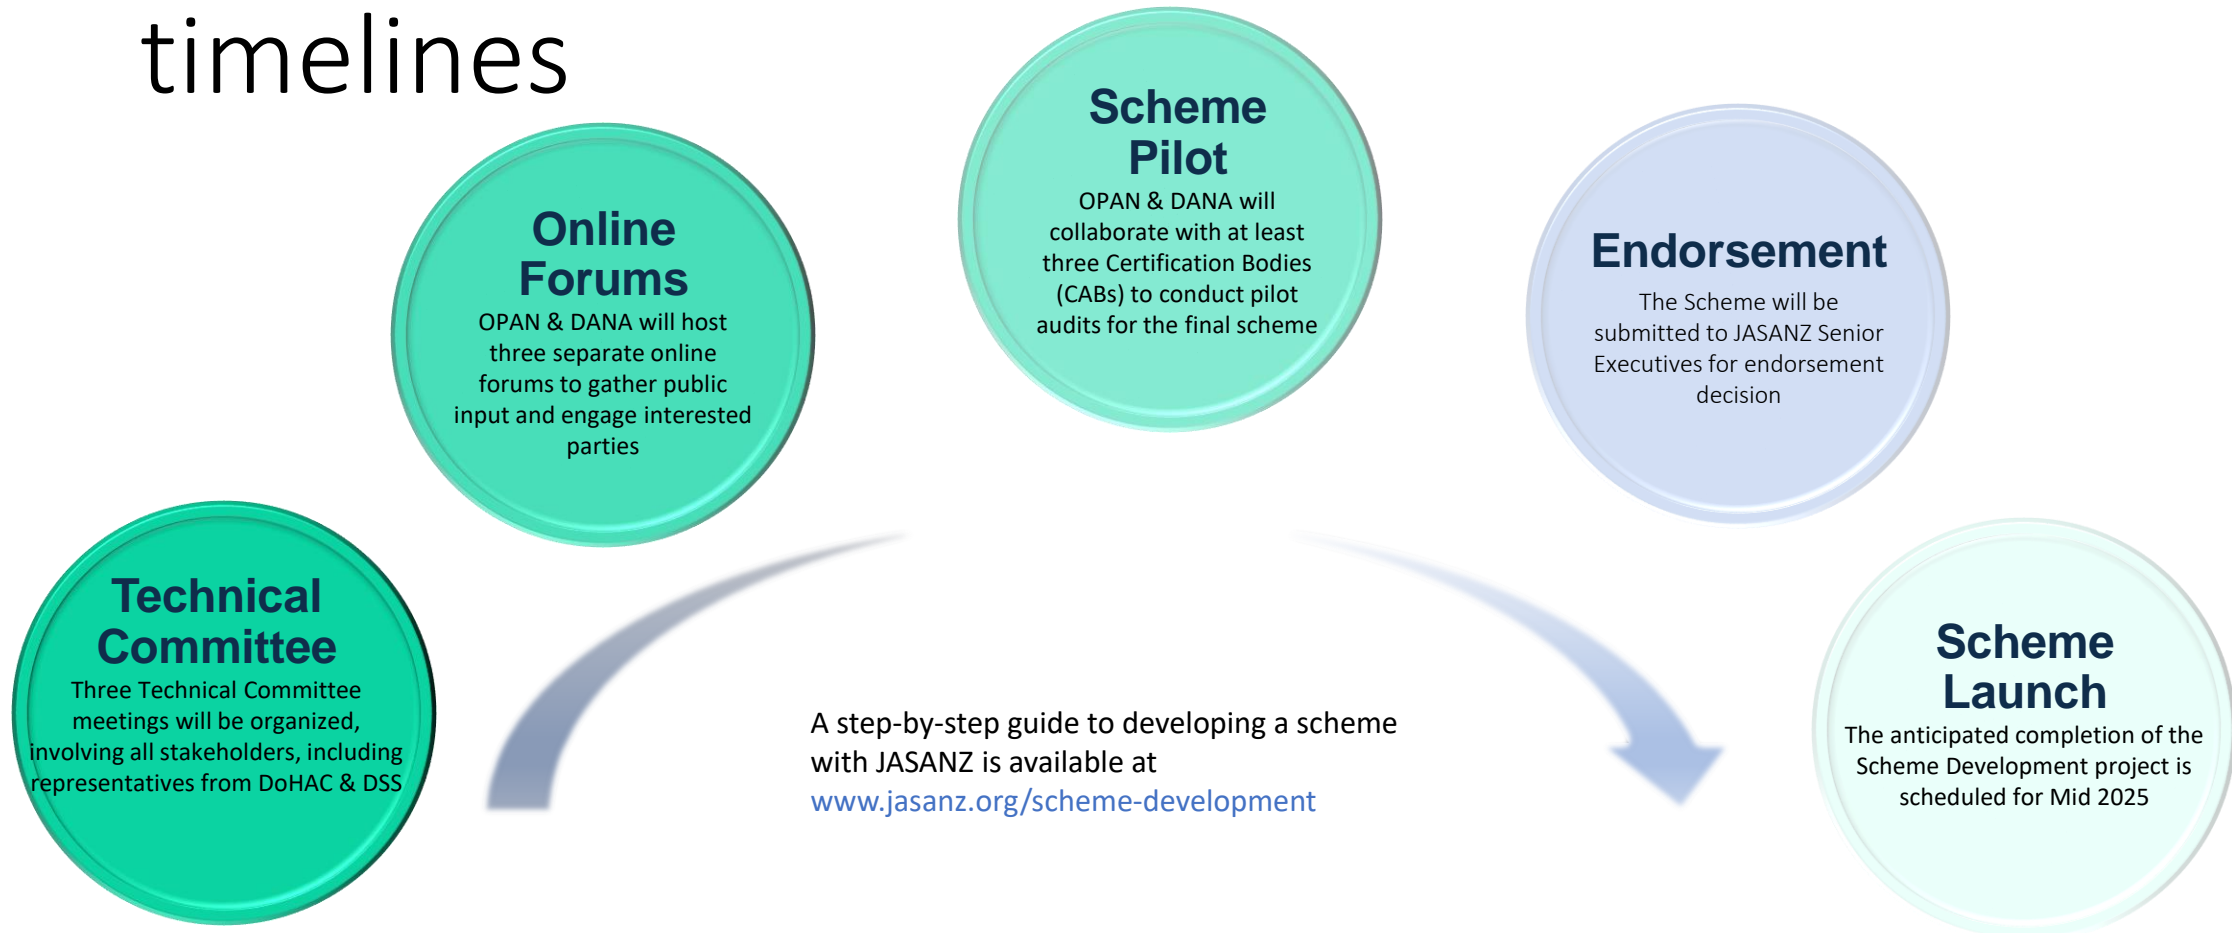 timelines
Technical
Committee
Three Technical Committee
meetings will be organized,
involving all stakeholders, including
representatives from DoHAC & DSS
Online
Forums
OPAN & DANA will host
three separate online
forums to gather public
input and engage interested
parties
Scheme
Pilot
OPAN & DANA will
collaborate with at least
three Certification Bodies
(CABs) to conduct pilot
audits for the final scheme
Endorsement
The Scheme will be
submitted to JASANZ Senior
Executives for endorsement
decision
Scheme
Launch
The anticipated completion of the
Scheme Development project is
scheduled for Mid 2025
A step-by-step guide to developing a scheme
with JASANZ is available at
www.jasanz.org/scheme-development